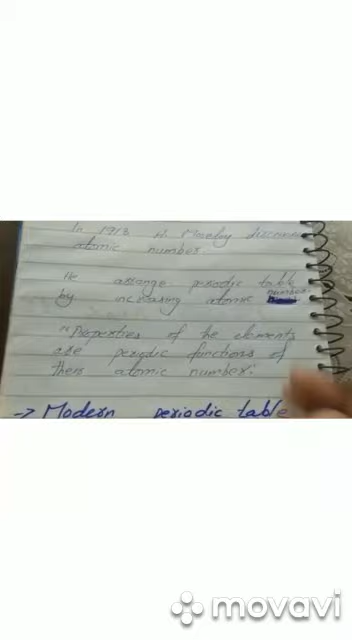 In 1913 H. Mosely discovered
atomic number.
He arrange periodic table
by increasing atomic number
"Properties of the elements
are periodic functions of
their atomic number.
→ Modern periodic table
movavi